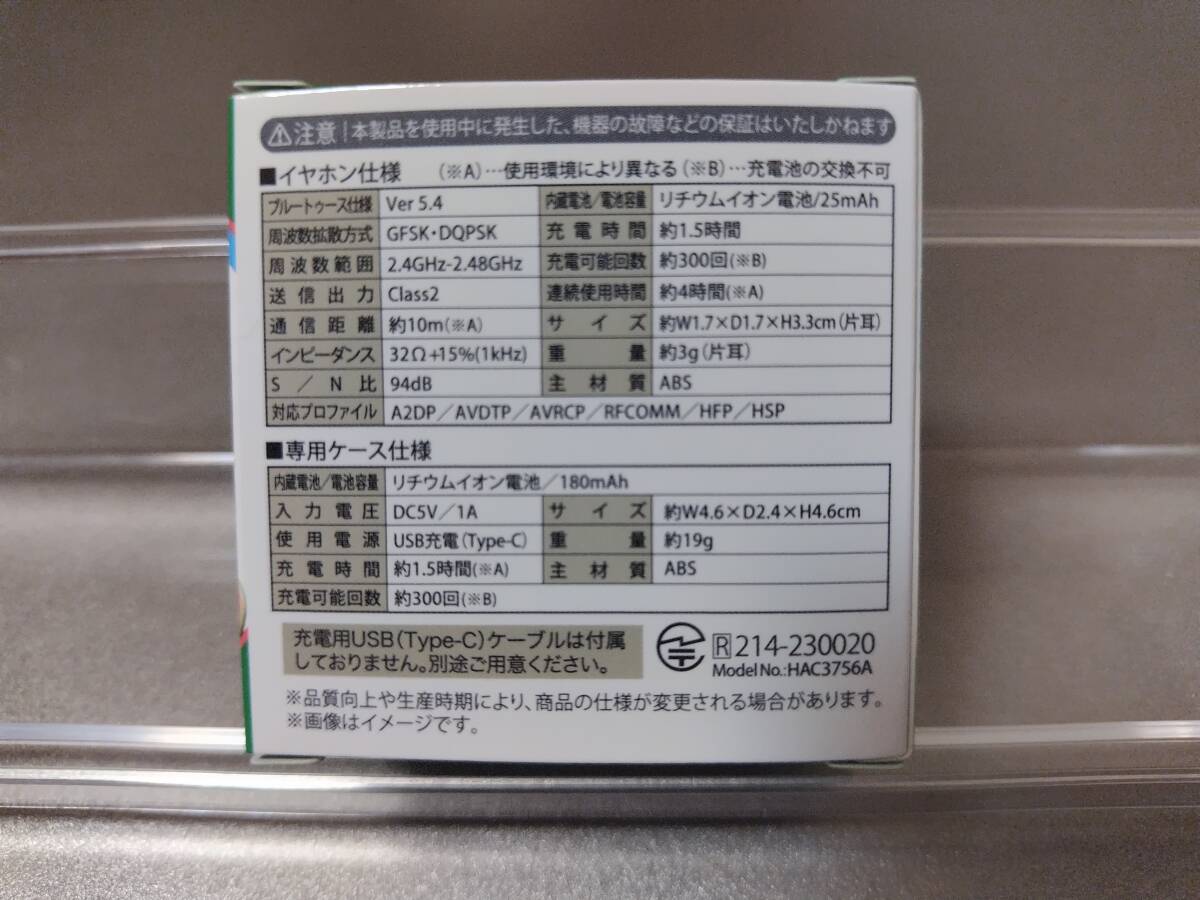 ⚠注意 | 本製品を使用中に発生した、機器の故障などの保証はいたしかねます
■イヤホン仕様 (※A)…使用環境により異なる(※B)…充電池の交換不可
ブルートゥース仕様 Ver 5.4 内蔵電池/電池容量 リチウムイオン電池/25mAh
周波数拡散方式 GFSK・DQPSK 充電時間 約1.5時間
周波数範囲 2.4GHz-2.48GHz 充電可能回数 約300回(※B)
送信出力 Class2 連続使用時間 約4時間(※A)
通信距離 約10m(※A) サイズ 約W1.7×D1.7×H3.3cm(片耳)
インピーダンス 32Ω+15%(1kHz) 重量 約3g(片耳)
S/N比 94dB 主材質 ABS
対応プロファイル A2DP/AVDTP/AVRCP/RFCOMM/HFP/HSP
■専用ケース仕様
内蔵電池/電池容量 リチウムイオン電池/180mAh
入力電圧 DC5V/1A サイズ 約W4.6×D2.4×H4.6cm
使用電源 USB充電(Type-C) 重量 約19g
充電時間 約1.5時間(※A) 主材質 ABS
充電可能回数 約300回(※B)
充電用USB(Type-C)ケーブルは付属
しておりません。別途ご用意ください。
R 214-230020
Model No.:HAC3756A
※品質向上や生産時期により、商品の仕様が変更される場合があります。
※画像はイメージです。